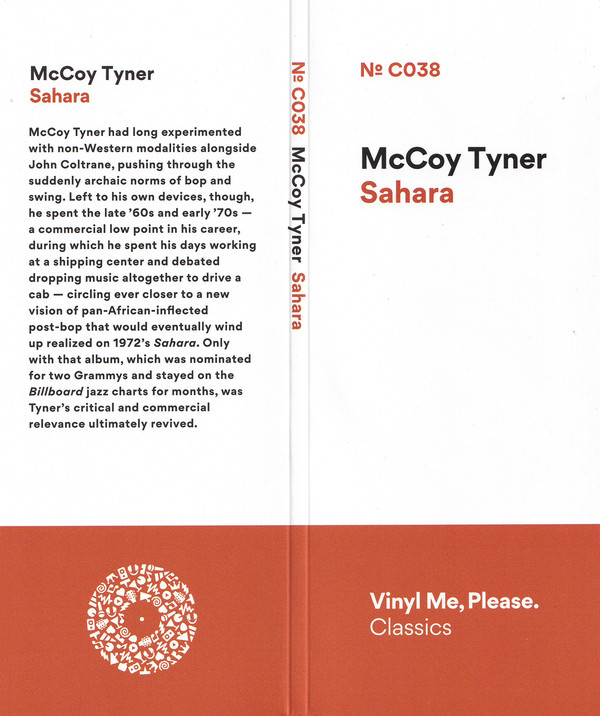 McCoy Tyner
Sahara
McCoy Tyner had long experimented
with non-Western modalities alongside
John Coltrane, pushing through the
suddenly archaic norms of bop and
swing. Left to his own devices, though,
he spent the late ’60s and early ’70s —
a commercial low point in his career,
during which he spent his days working
at a shipping center and debated
dropping music altogether to drive a
cab — circling ever closer to a new
vision of pan-African-inflected
post-bop that would eventually wind
up realized on 1972’s Sahara. Only
with that album, which was nominated
for two Grammys and stayed on the
Billboard jazz charts for months, was
Tyner’s critical and commercial
relevance ultimately revived.
№ C038 McCoy Tyner Sahara
№ C038
McCoy Tyner
Sahara
Vinyl Me, Please.
Classics